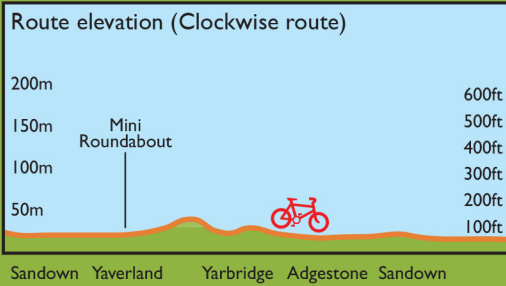 Route elevation (Clockwise route)
200m
600ft
150m
Mini
Roundabout
500ft
400ft
100m
300ft
50m
200ft
100ft
Sandown Yaverland Yarbridge Adgestone Sandown